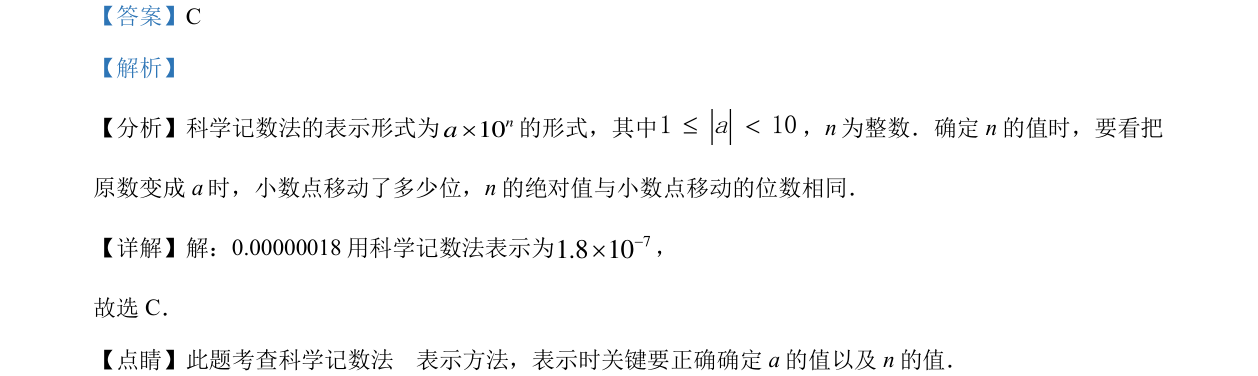 【答案】C
【解析】
【分析】科学记数法的表示形式为a×10ⁿ的形式，其中1 ≤ |a| < 10，n为整数．确定n的值时，要看把
原数变成a时，小数点移动了多少位，n的绝对值与小数点移动的位数相同．
【详解】解：0.00000018用科学记数法表示为1.8×10⁻⁷，
故选C．
【点睛】此题考查科学记数法 表示方法，表示时关键要正确确定a的值以及n的值．